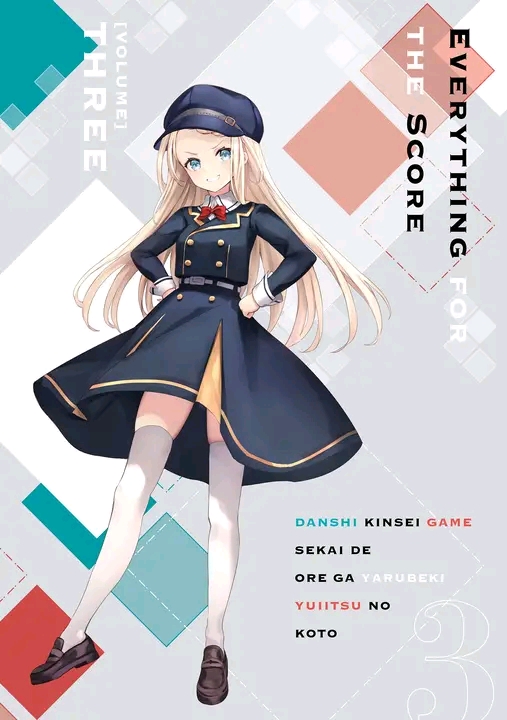 [VOLUME]
THREE
EVERYTHING FOR
THE SCORE
DANSHI KINSEI GAME
SEKAI DE
ORE GA YARUBEKI
YUIITSU NO
KOTO
3